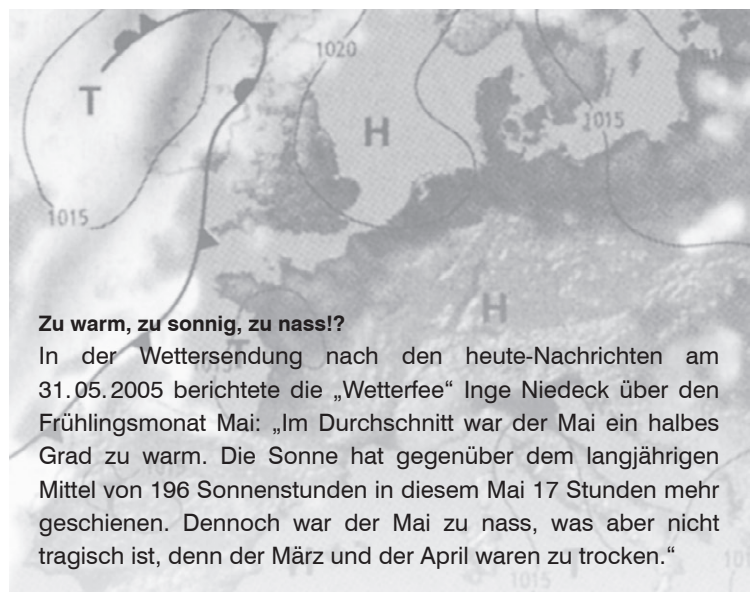 1020
T
H
1015
1015
H
Zu warm, zu sonnig, zu nass!?
T
In der Wettersendung nach den heute-Nachrichten am
1015
31. 05. 2005 berichtete die „Wetterfee“ Inge Niedeck über den
Frühlingsmonat Mai: „Im Durchschnitt war der Mai ein halbes
Grad zu warm. Die Sonne hat gegenüber dem langjährigen
Mittel von 196 Sonnenstunden in diesem Mai 17 Stunden mehr
geschienen. Dennoch war der Mai zu nass, was aber nicht
tragisch ist, denn der März und der April waren zu trocken.“
H
T
1015